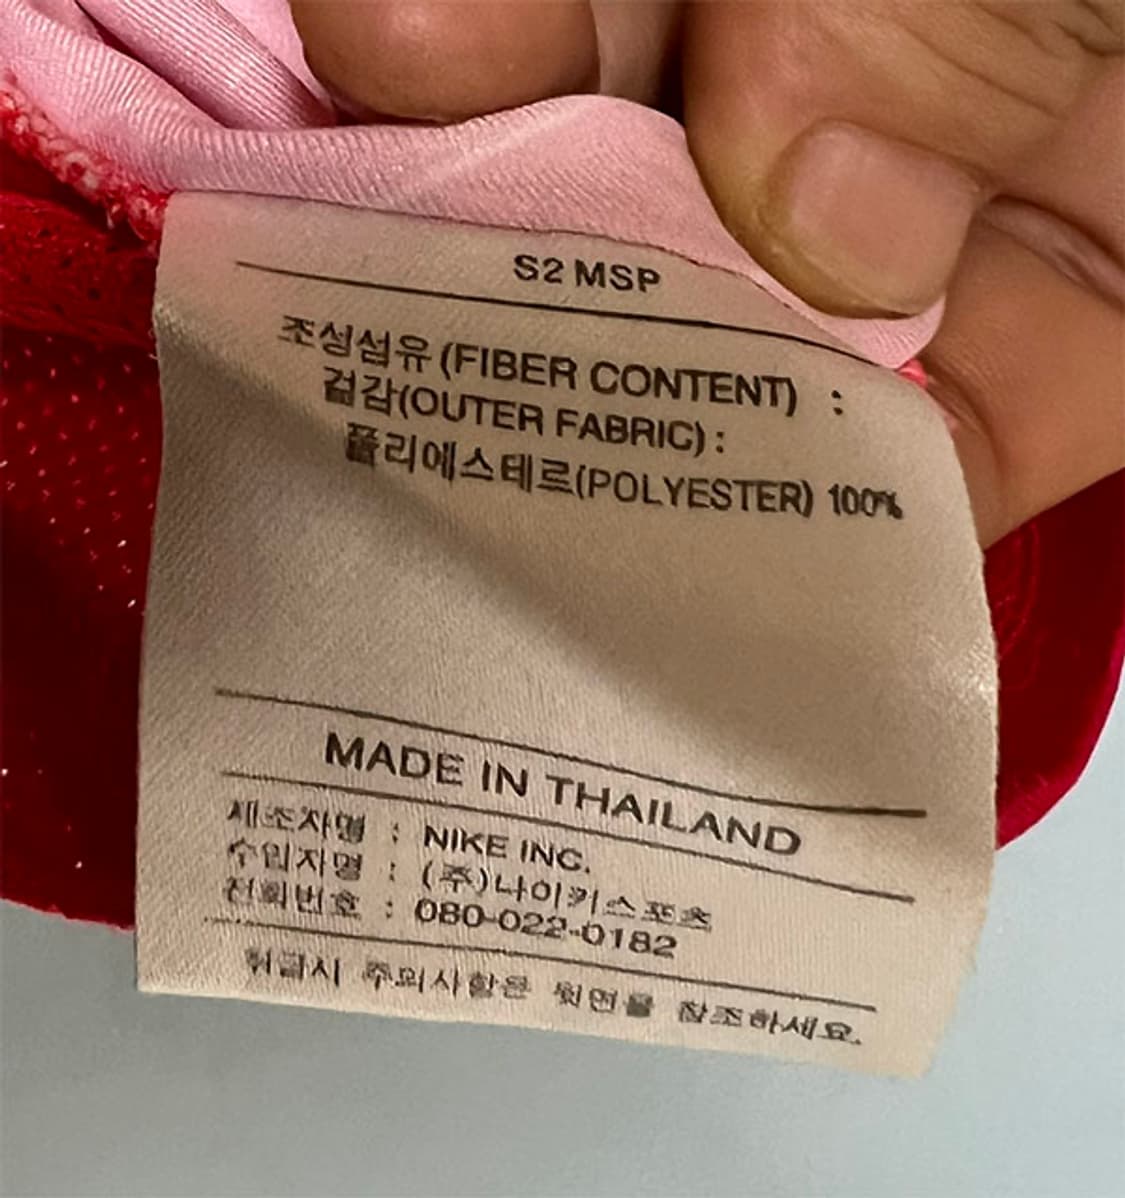 S2 MSP
조성섬유 (FIBER CONTENT) :
겉감(OUTER FABRIC) :
폴리에스테르(POLYESTER) 100%
MADE IN THAILAND
제조자명 : NIKE INC.
수입자명 : (주)나이키스포츠
전화번호 : 080-022-0182
취급시 주의사항은 뒷면을 참조하세요.